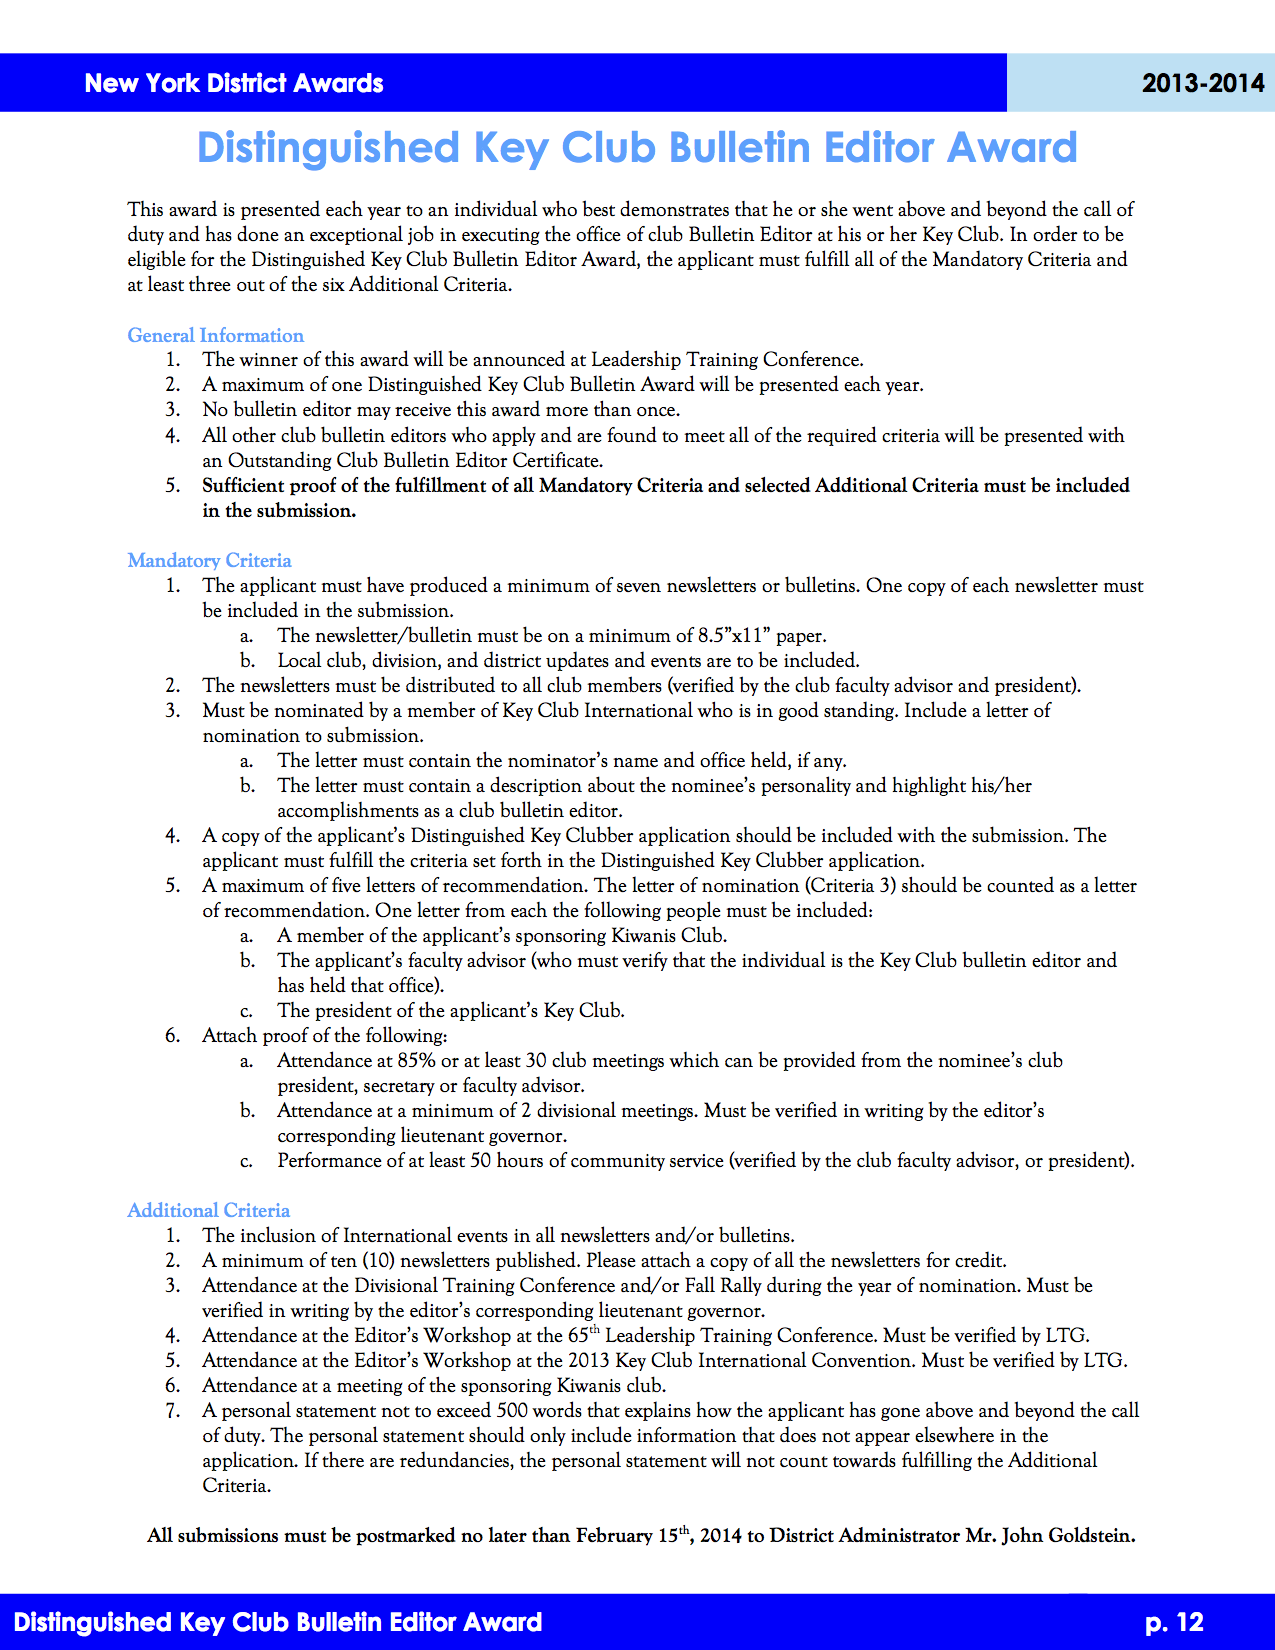 New York District Awards
2013-2014
Distinguished Key Club Bulletin Editor Award
This award is presented each year to an individual who best demonstrates that he or she went above and beyond the call of
duty and has done an exceptional job in executing the office of club Bulletin Editor at his or her Key Club. In order to be
eligible for the Distinguished Key Club Bulletin Editor Award, the applicant must fulfill all of the Mandatory Criteria and
at least three out of the six Additional Criteria.
General Information
1. The winner of this award will be announced at Leadership Training Conference.
2. A maximum of one Distinguished Key Club Bulletin Award will be presented each year.
3. No bulletin editor may receive this award more than once.
4. All other club bulletin editors who apply and are found to meet all of the required criteria will be presented with
an Outstanding Club Bulletin Editor Certificate.
5. Sufficient proof of the fulfillment of all Mandatory Criteria and selected Additional Criteria must be included
in the submission.
Mandatory Criteria
1. The applicant must have produced a minimum of seven newsletters or bulletins. One copy of each newsletter must
be included in the submission.
a. The newsletter/bulletin must be on a minimum of 8.5”x11” paper.
b. Local club, division, and district updates and events are to be included.
2. The newsletters must be distributed to all club members (verified by the club faculty advisor and president).
3. Must be nominated by a member of Key Club International who is in good standing. Include a letter of
nomination to submission.
a. The letter must contain the nominator’s name and office held, if any.
b. The letter must contain a description about the nominee’s personality and highlight his/her
accomplishments as a club bulletin editor.
4. A copy of the applicant’s Distinguished Key Clubber application should be included with the submission. The
applicant must fulfill the criteria set forth in the Distinguished Key Clubber application.
5. A maximum of five letters of recommendation. The letter of nomination (Criteria 3) should be counted as a letter
of recommendation. One letter from each the following people must be included:
a. A member of the applicant’s sponsoring Kiwanis Club.
b. The applicant’s faculty advisor (who must verify that the individual is the Key Club bulletin editor and
has held that office).
c. The president of the applicant’s Key Club.
6. Attach proof of the following:
a. Attendance at 85% or at least 30 club meetings which can be provided from the nominee’s club
president, secretary or faculty advisor.
b. Attendance at a minimum of 2 divisional meetings. Must be verified in writing by the editor’s
corresponding lieutenant governor.
c. Performance of at least 50 hours of community service (verified by the club faculty advisor, or president).
Additional Criteria
1. The inclusion of International events in all newsletters and/or bulletins.
2. A minimum of ten (10) newsletters published. Please attach a copy of all the newsletters for credit.
3. Attendance at the Divisional Training Conference and/or Fall Rally during the year of nomination. Must be
verified in writing by the editor’s corresponding lieutenant governor.
4. Attendance at the Editor’s Workshop at the 65th Leadership Training Conference. Must be verified by LTG.
5. Attendance at the Editor’s Workshop at the 2013 Key Club International Convention. Must be verified by LTG.
6. Attendance at a meeting of the sponsoring Kiwanis club.
7. A personal statement not to exceed 500 words that explains how the applicant has gone above and beyond the call
of duty. The personal statement should only include information that does not appear elsewhere in the
application. If there are redundancies, the personal statement will not count towards fulfilling the Additional
Criteria.
All submissions must be postmarked no later than February 15th, 2014 to District Administrator Mr. John Goldstein.
Distinguished Key Club Bulletin Editor Award
p. 12